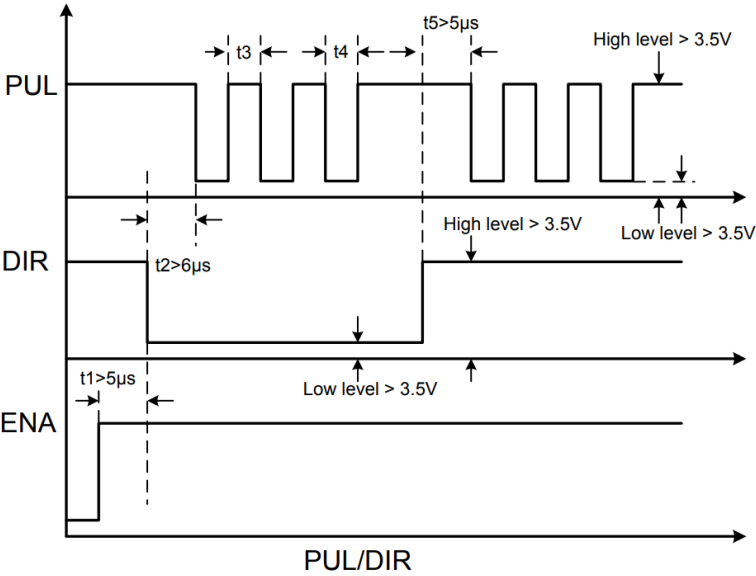 t5>5µs
High level > 3.5V
t3
t4
PUL
High level > 3.5V
Low level > 3.5V
DIR
t2>6µs
t1>5µs
Low level > 3.5V
ENA
PUL/DIR